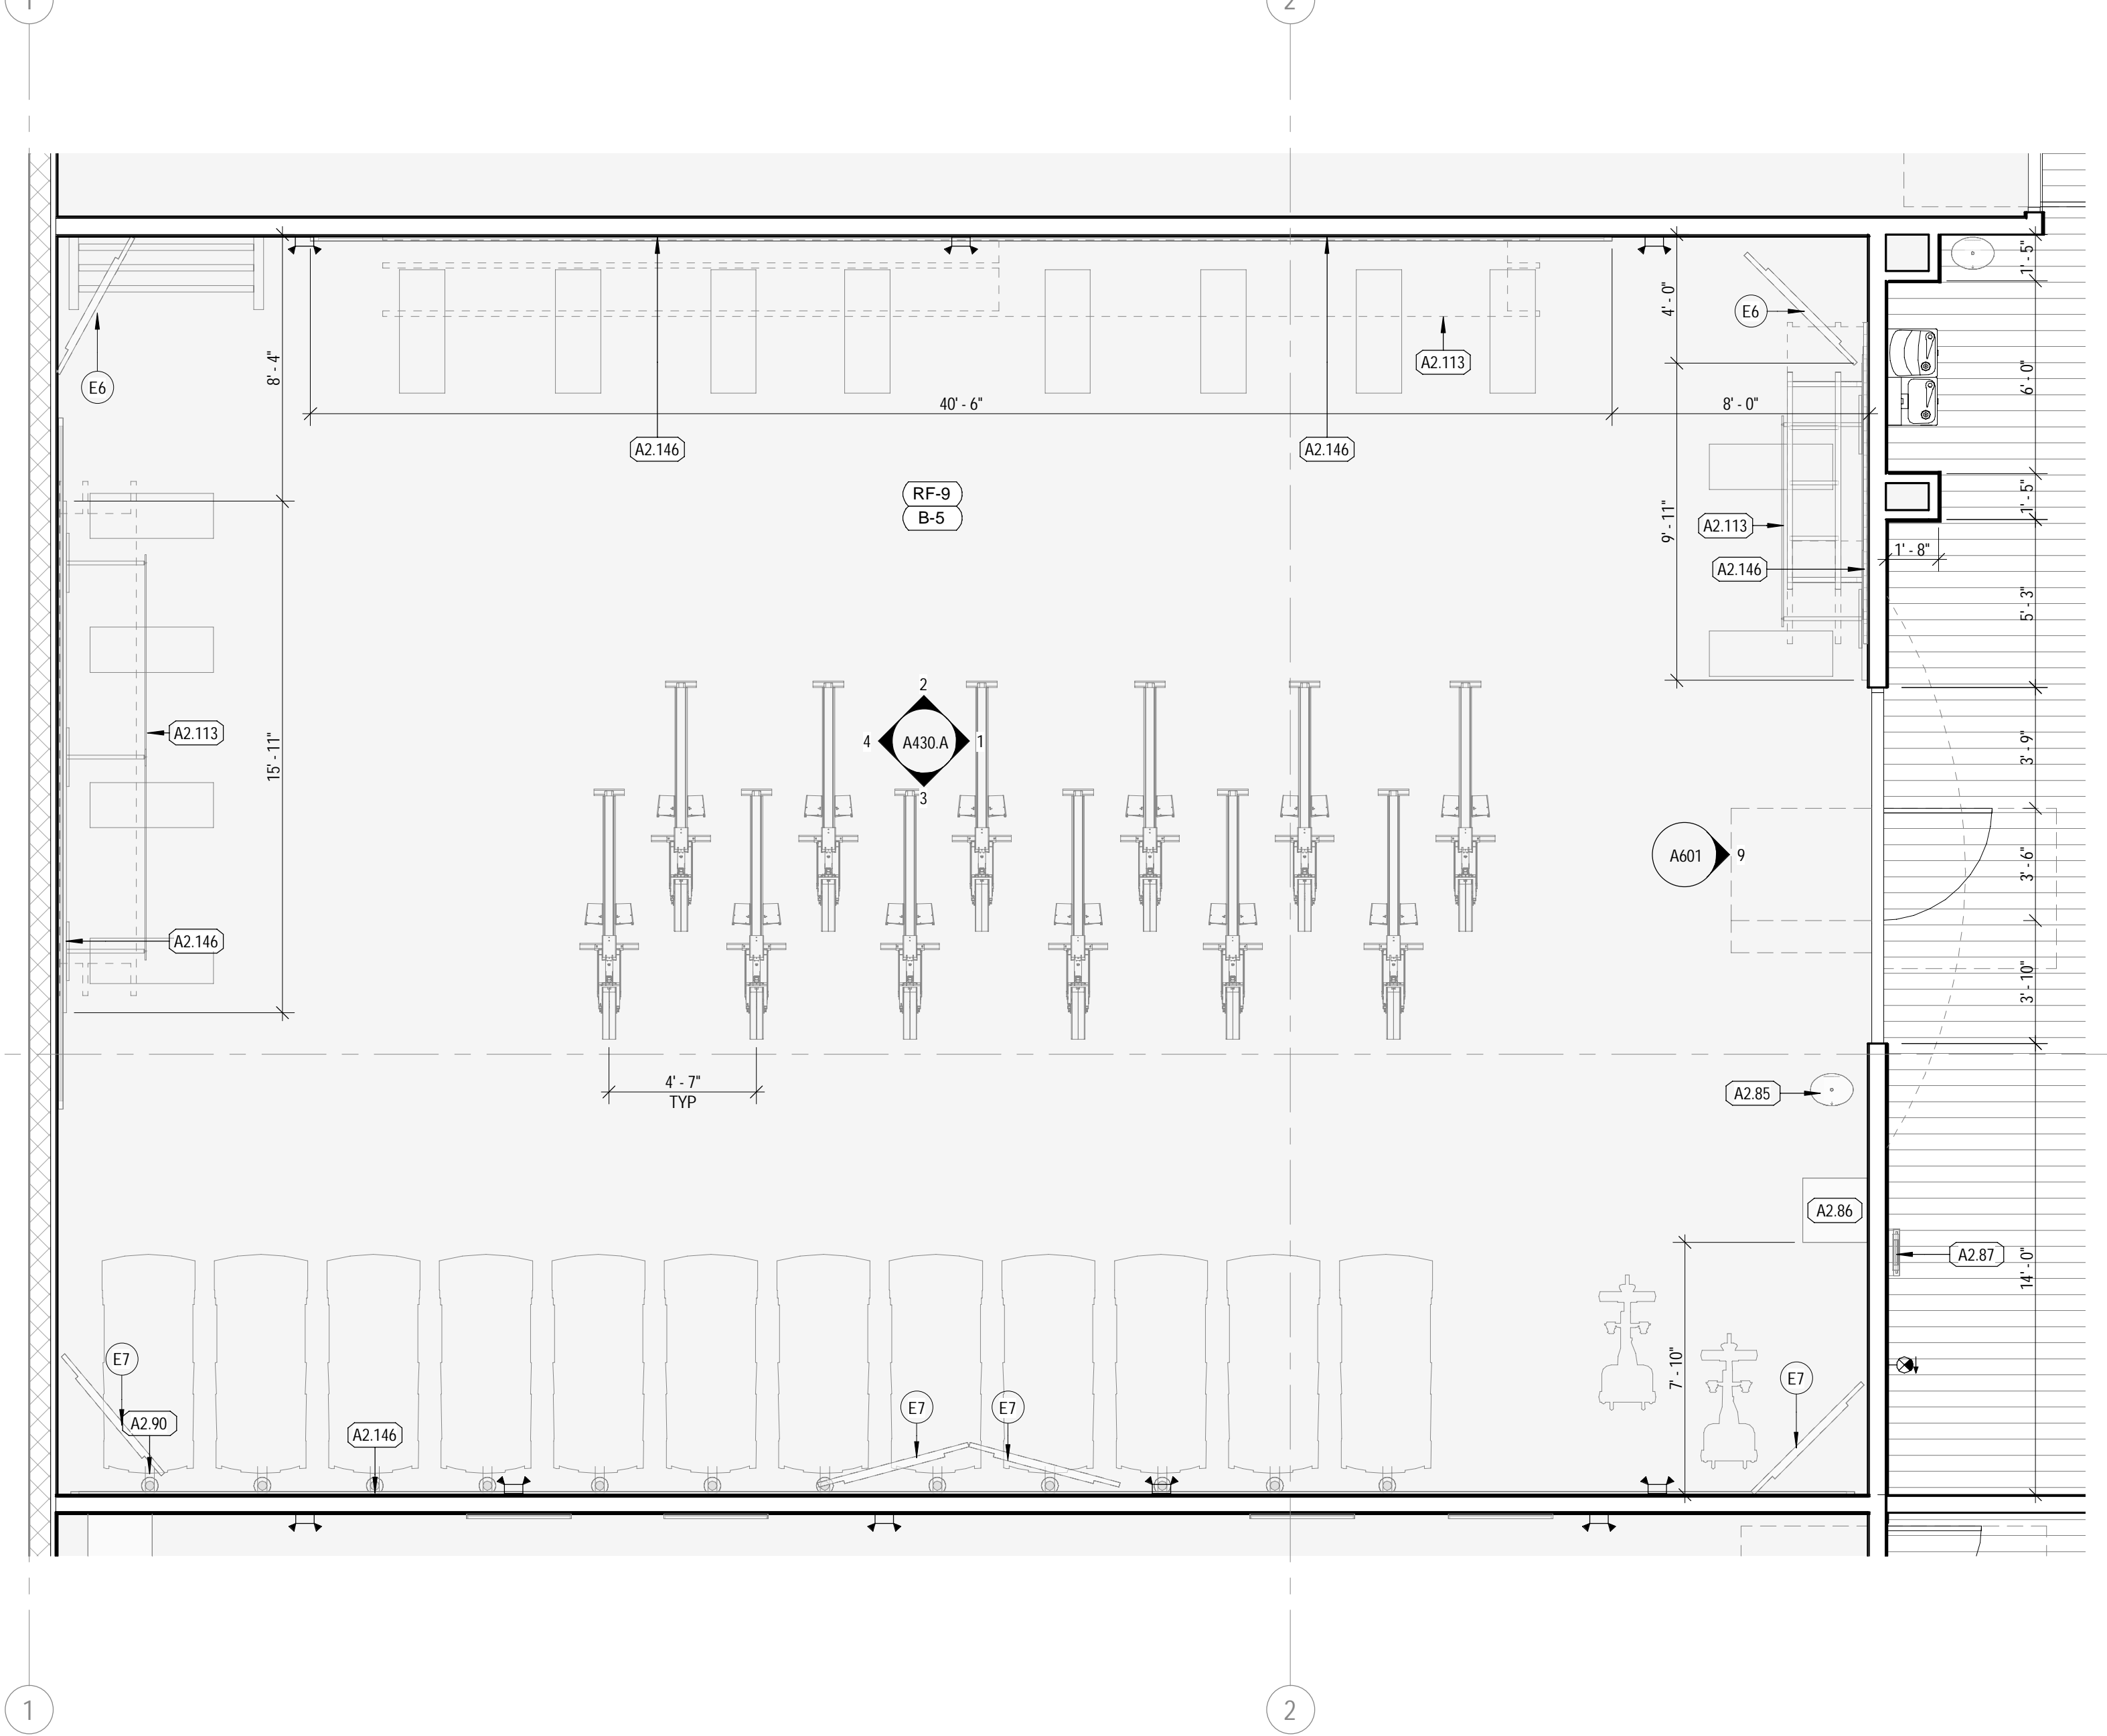 1
2
1' - 5"
4' - 0"
E6
8' - 4"
E6
A2.113
6' - 0"
40' - 6"
8' - 0"
A2.146
A2.146
RF-9
B-5
1' - 5"
9' - 11"
A2.113
1' - 8"
A2.146
5' - 3"
2
A2.113
4
A430.A
1
15' - 11"
3' - 9"
3
A601
9
3' - 6"
A2.146
3' - 10"
4' - 7"
TYP
A2.85
A2.86
A2.87
14' - 0"
E7
7' - 10"
E7
E7
E7
A2.90
A2.146
1
2